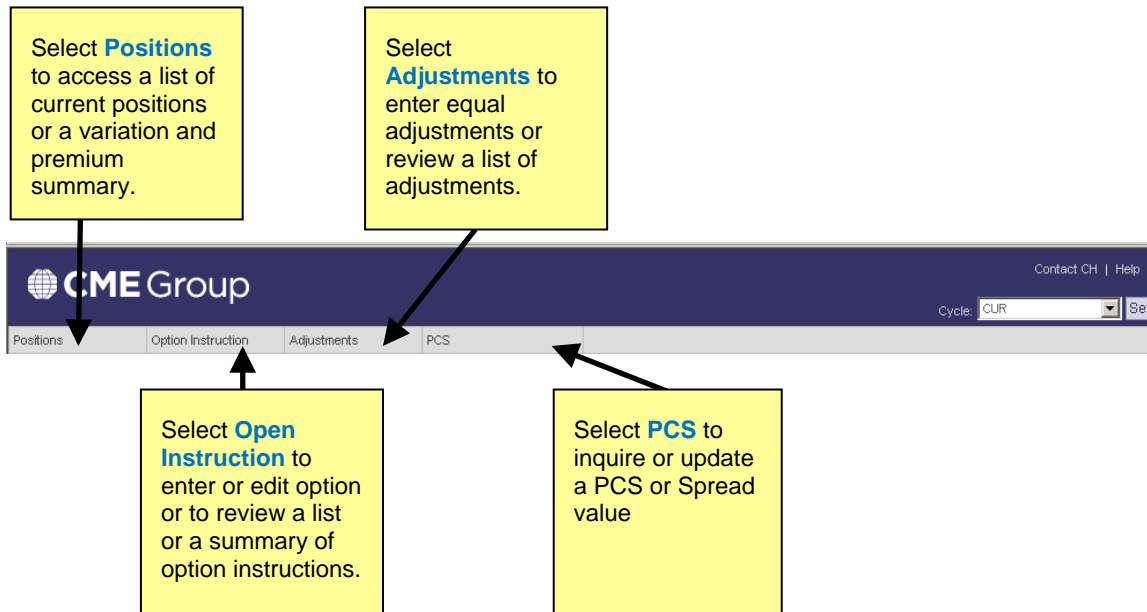 Select Positions
to access a list of
current positions
or a variation and
premium
summary.
Select
Adjustments to
enter equal
adjustments or
review a list of
adjustments.
CME Group
Contact CH | Help
Cycle: CUR
Se
Positions
Option Instruction
Adjustments
PCS
Select Open
Instruction to
enter or edit option
or to review a list
or a summary of
option instructions.
Select PCS to
inquire or update
a PCS or Spread
value